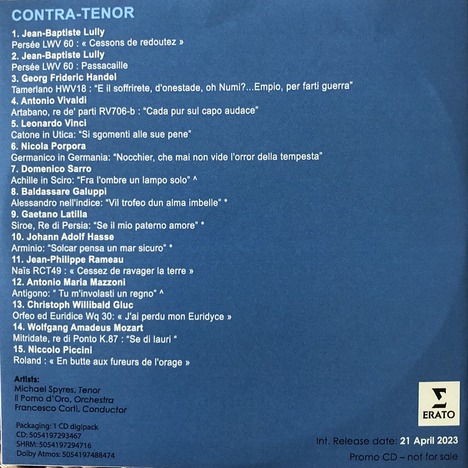 CONTRA-TENOR
1. Jean-Baptiste Lully
Persée LWV 60 : « Cessons de redoutez »
2. Jean-Baptiste Lully
Persée LWV 60 : Passacaille
3. Georg Frideric Handel
Tamerlano HWV18 : "E il soffrirete, d'onestade, oh Numi?...Empio, per farti guerra"
4. Antonio Vivaldi
Artabano, re de' parti RV706-b : "Cada pur sul capo audace"
5. Leonardo Vinci
Catone in Utica: "Si sgomenti alle sue pene"
6. Nicola Porpora
Germanico in Germania: "Nocchier, che mai non vide l'orror della tempesta"
7. Domenico Sarro
Achille in Sciro: "Fra l'ombre un lampo solo" ^
8. Baldassare Galuppi
Alessandro nell'indice: "Vil trofeo dun alma imbelle" *
9. Gaetano Latilla
Siroe, Re di Persia: "Se il mio paterno amore" *
10. Johann Adolf Hasse
Arminio: "Solcar pensa un mar sicuro" *
11. Jean-Philippe Rameau
Naïs RCT49 : « Cessez de ravager la terre »
12. Antonio Maria Mazzoni
Antigono: " Tu m'involasti un regno" ^
13. Christoph Willibald Gluc
Orfeo ed Euridice Wq 30: « J'ai perdu mon Eurydice »
14. Wolfgang Amadeus Mozart
Mitridate, re di Ponto K.87 : "Se di lauri "
15. Niccolo Piccini
Roland : « En butte aux fureurs de l'orage »
Artists:
Michael Spyres, Tenor
Il Pomo d'Oro, Orchestra
Francesco Corti, Conductor
Packaging: 1 CD digipack
CD: 5054197293467
SHRM: 5054197294716
Dolby Atmos: 5054197488474
ERATO
Int. Release date: 21 April 2023
Promo CD – not for sale